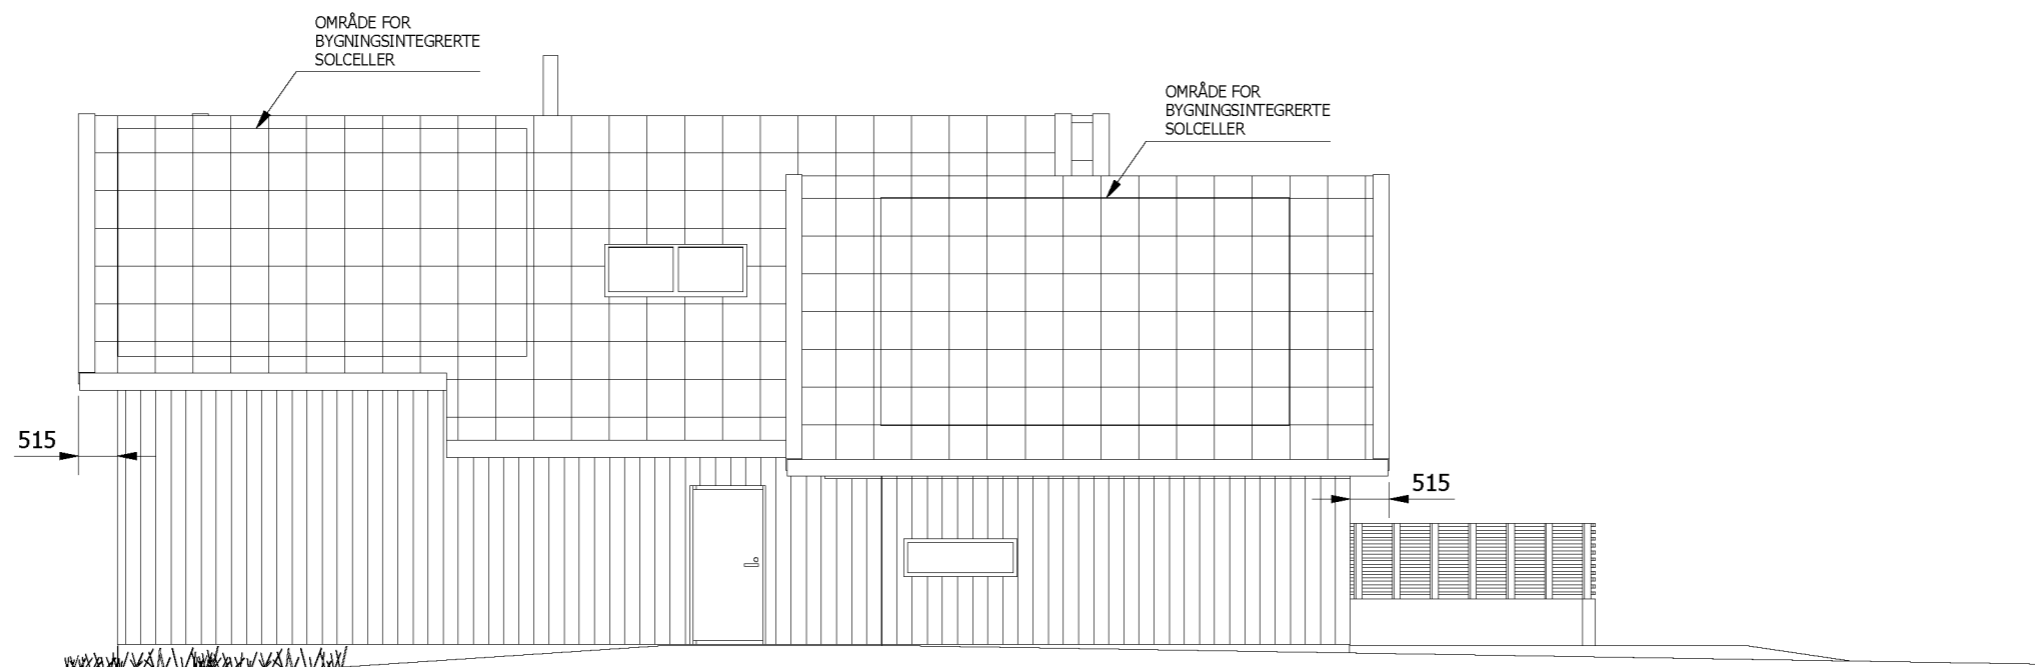 OMRÅDE FOR
BYGNINGSINTEGRERTE
SOLCELLER
OMRÅDE FOR
BYGNINGSINTEGRERTE
SOLCELLER
515
515